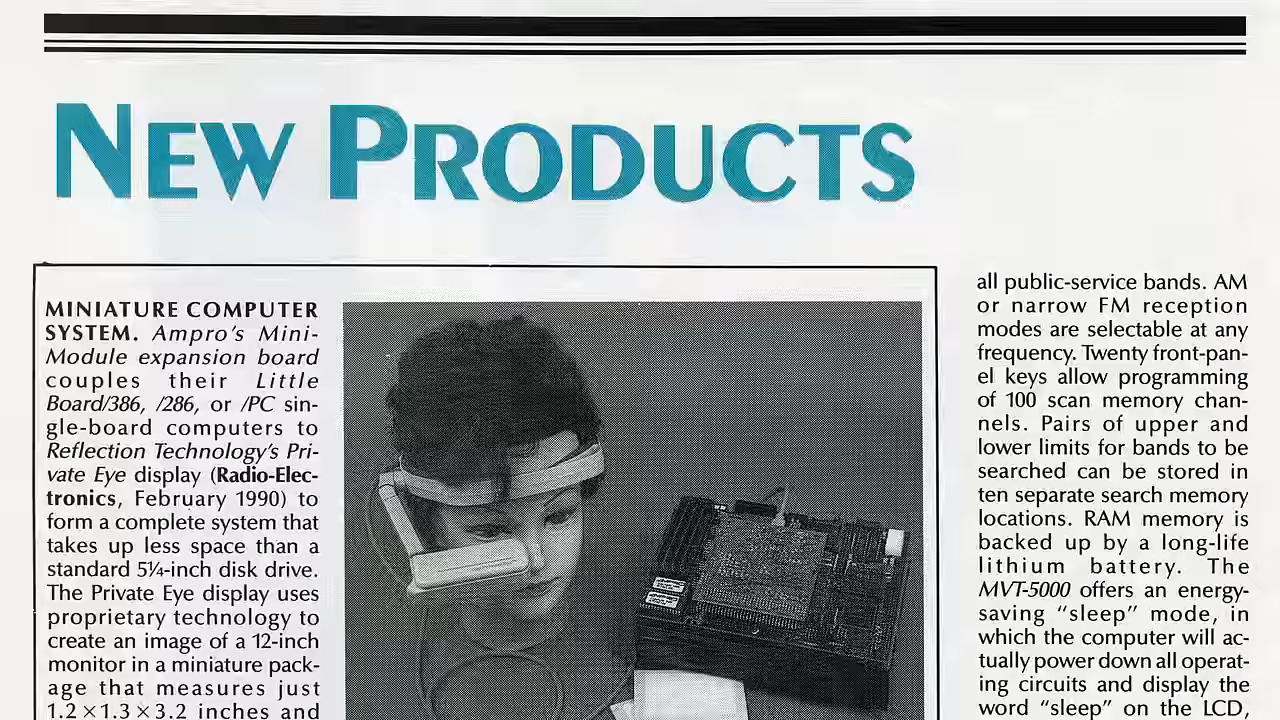 NEW PRODUCTS
MINIATURE COMPUTER
SYSTEM. Ampro's Mini-
Module expansion board
couples their Little
Board/386, /286, or /PC sin-
gle-board computers to
Reflection Technology's Pri-
vate Eye display (Radio-Elec-
tronics, February 1990) to
form a complete system that
takes up less space than a
standard 5¼-inch disk drive.
The Private Eye display uses
proprietary technology to
create an image of a 12-inch
monitor in a miniature pack-
age that measures just
1.2×1.3×3.2 inches and
all public-service bands. AM
or narrow FM reception
modes are selectable at any
frequency. Twenty front-pan-
el keys allow programming
of 100 scan memory chan-
nels. Pairs of upper and
lower limits for bands to be
searched can be stored in
ten separate search memory
locations. RAM memory is
backed up by a long-life
lithium battery. The
MVT-5000 offers an energy-
saving "sleep" mode, in
which the computer will ac-
tually power down all operat-
ing circuits and display the
word "sleep" on the LCD,